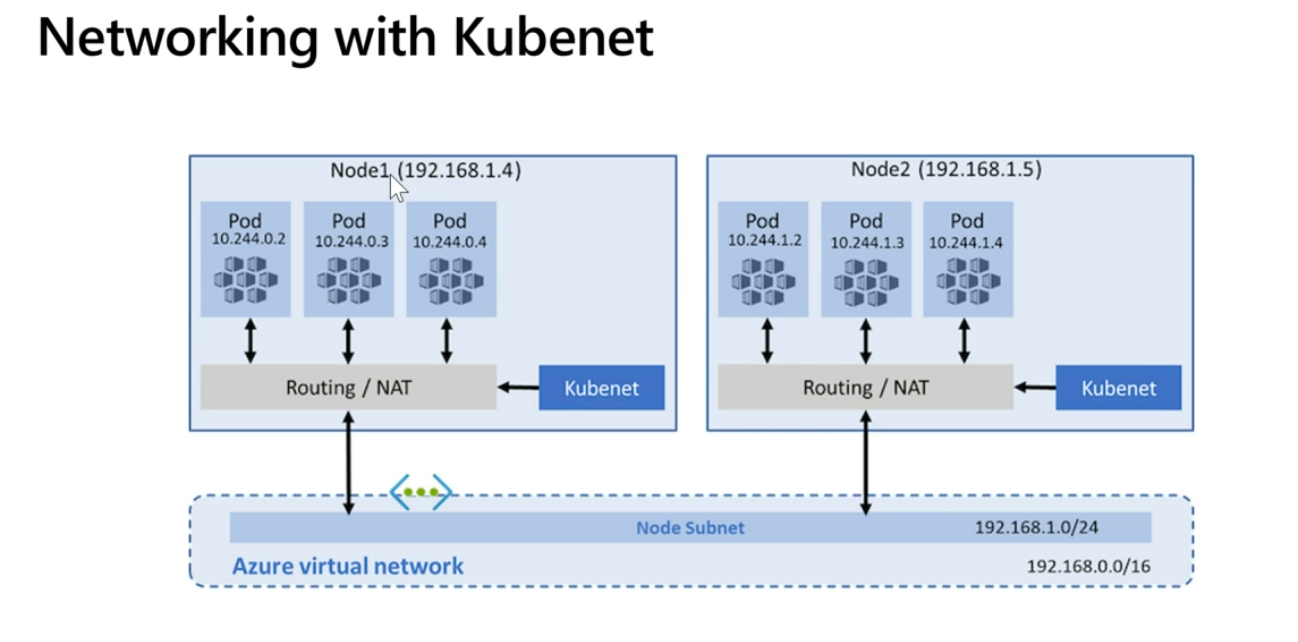 Networking with Kubenet
Node1 (192.168.1.4)
Pod
10.244.0.2
Pod
10.244.0.3
Pod
10.244.0.4
Routing / NAT
Kubenet
Node2 (192.168.1.5)
Pod
10.244.1.2
Pod
10.244.1.3
Pod
10.244.1.4
Routing / NAT
Kubenet
Node Subnet 192.168.1.0/24
Azure virtual network 192.168.0.0/16